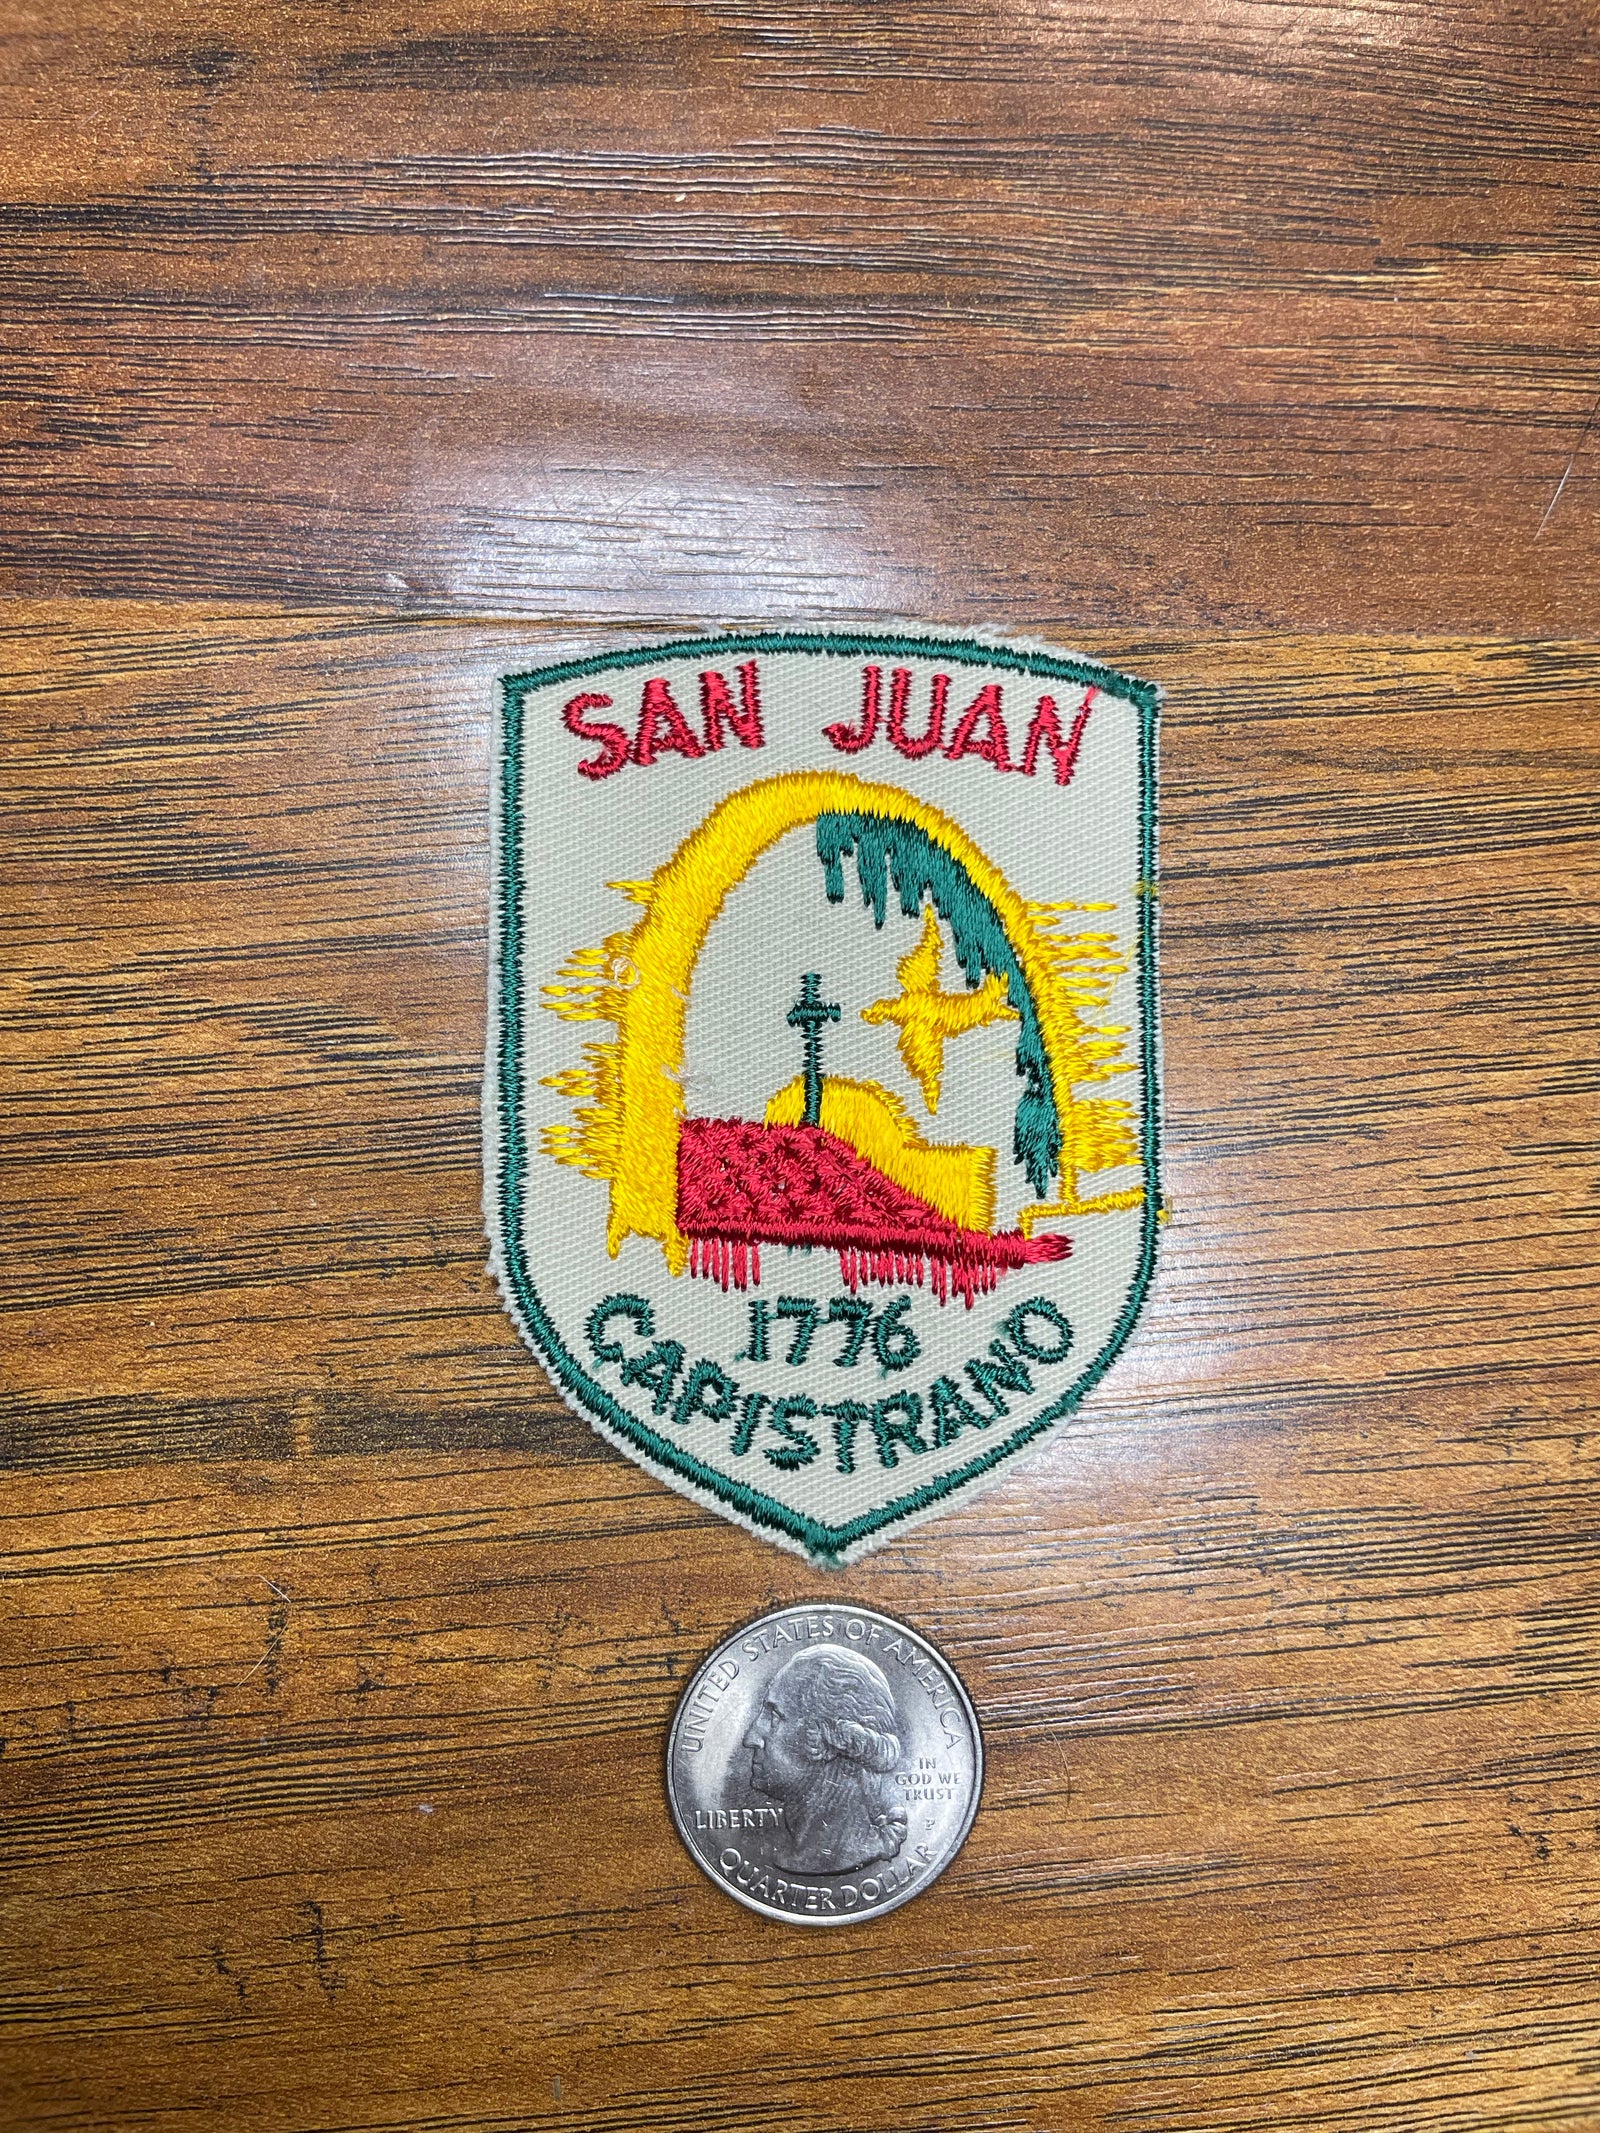 SAN JUAN
1776
CAPISTRANO
UNITED STATES OF AMERICA
IN
GOD WE
TRUST
LIBERTY
P
QUARTER DOLLAR